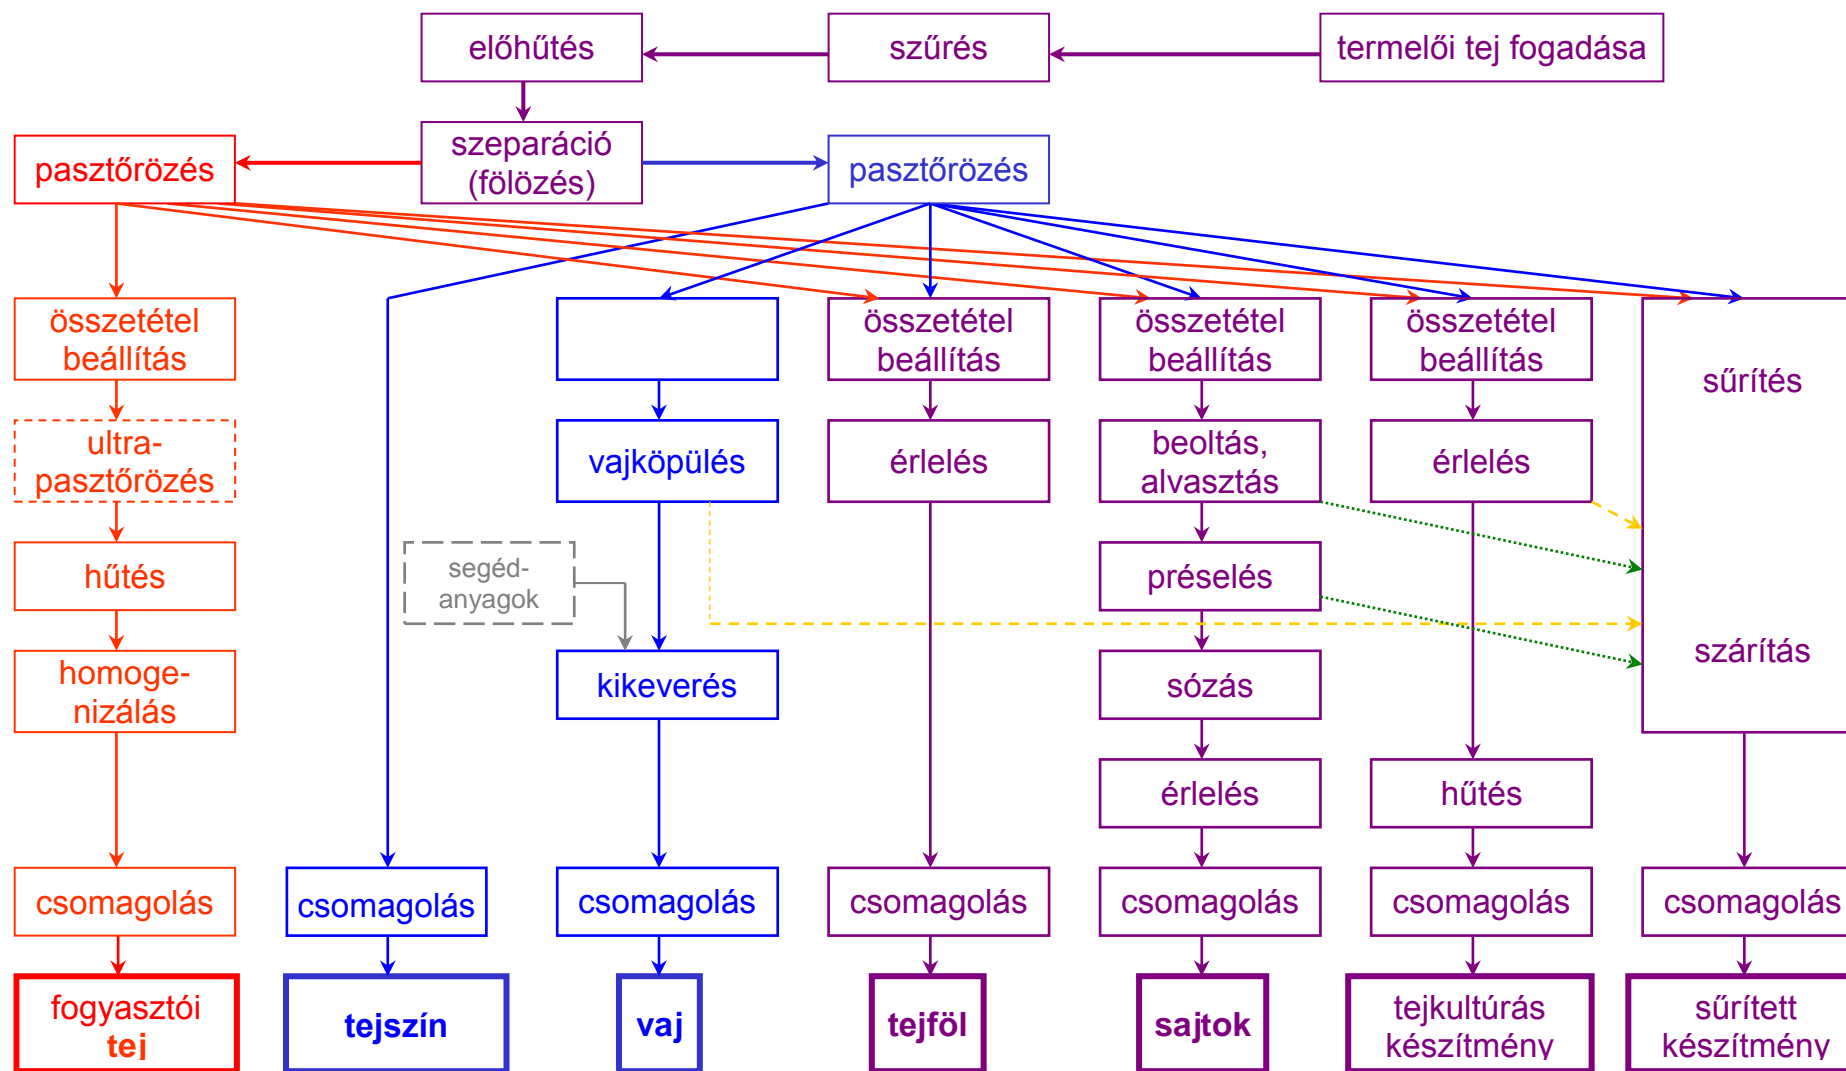 előhűtés
szűrés
termelői tej fogadása
pasztőrözés
szeparáció
(fölözés)
pasztőrözés
összetétel
beállítás
összetétel
beállítás
összetétel
beállítás
összetétel
beállítás
sűrítés
ultra-
pasztőrözés
vajköpülés
érlelés
beoltás,
alvasztás
érlelés
hűtés
segéd-
anyagok
préselés
homoge-
nizálás
kikeverés
sózás
szárítás
érlelés
hűtés
csomagolás
csomagolás
csomagolás
csomagolás
csomagolás
csomagolás
csomagolás
fogyasztói
tej
tejszín
vaj
tejföl
sajtok
tejkultúrás
készítmény
sűrített
készítmény